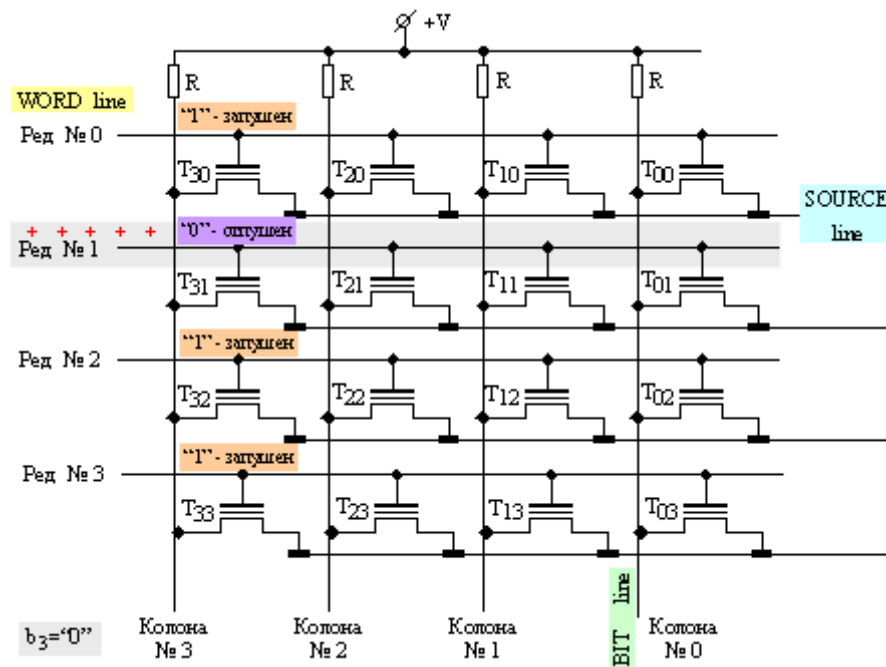 +V
R R R R
WORD line
"1"- запушен
Ред № 0
T30 T20 T10 T00
SOURCE line
+ + + + +
"0"- отпушен
Ред № 1
T31 T21 T11 T01
"1"- запушен
Ред № 2
T32 T22 T12 T02
"1"- запушен
Ред № 3
T33 T23 T13 T03
BIT line
b3="0"
Колона № 3
Колона № 2
Колона № 1
Колона № 0